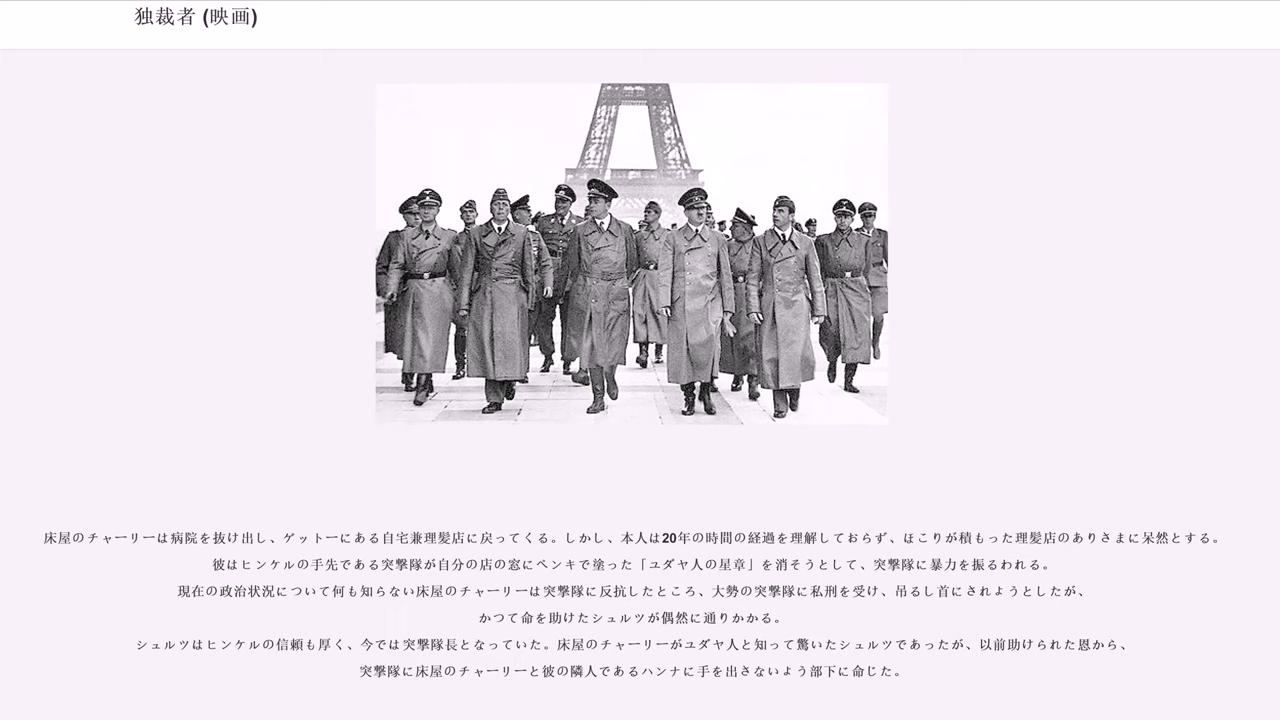 独裁者 (映画)
床屋のチャーリーは病院を抜け出し、ゲットーにある自宅兼理髪店に戻ってくる。しかし、本人は20年の時間の経過を理解しておらず、ほこりが積もった理髪店のありさまに呆然とする。
彼はヒンケルの手先である突撃隊が自分の店の窓にペンキで塗った「ユダヤ人の星章」を消そうとして、突撃隊に暴力を振るわれる。
現在の政治状況について何も知らない床屋のチャーリーは突撃隊に反抗したところ、大勢の突撃隊に私刑を受け、吊るし首にされようとしたが、
かつて命を助けたシュルツが偶然に通りかかる。
シュルツはヒンケルの信頼も厚く、今では突撃隊長となっていた。床屋のチャーリーがユダヤ人と知って驚いたシュルツであったが、以前助けられた恩から、
突撃隊に床屋のチャーリーと彼の隣人であるハンナに手を出さないよう部下に命じた。